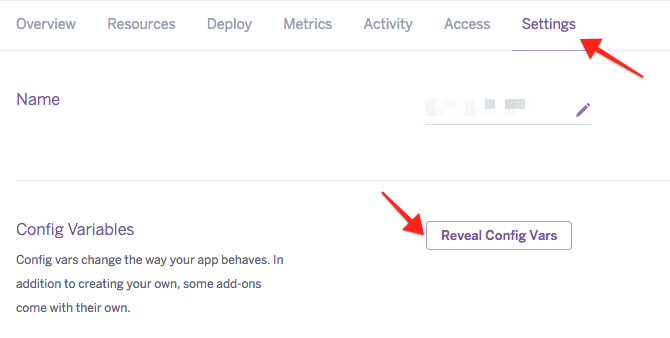 Overview Resources Deploy Metrics Activity Access Settings
Name
Config Variables
Reveal Config Vars
Config vars change the way your app behaves. In
addition to creating your own, some add-ons
come with their own.